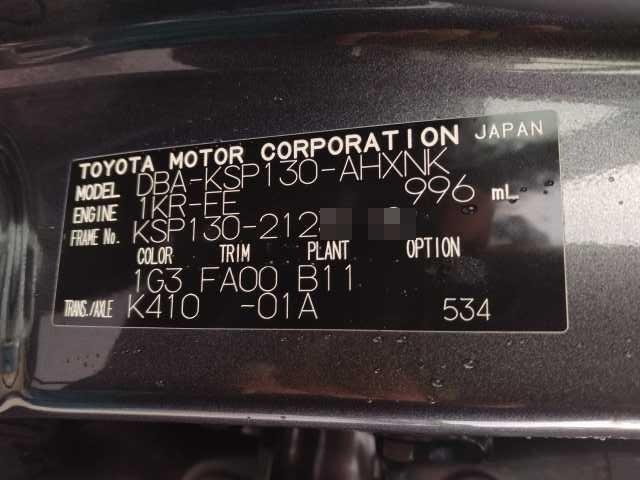 TOYOTA MOTOR CORPORATION JAPAN
MODEL DBA-KSP130-AHXNK
ENGINE 1KR-FE 996 mL
FRAME No. KSP130-212
COLOR TRIM PLANT OPTION
1G3 FA00 B11
TRANS./AXLE K410 -01A 534